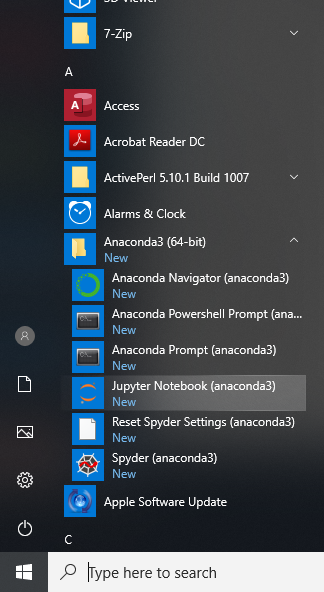 3D Viewer
7-Zip
A
Access
Acrobat Reader DC
ActivePerl 5.10.1 Build 1007
Alarms & Clock
Anaconda3 (64-bit)
New
Anaconda Navigator (anaconda3)
New
Anaconda Powershell Prompt (ana...
New
Anaconda Prompt (anaconda3)
New
Jupyter Notebook (anaconda3)
New
Reset Spyder Settings (anaconda3)
New
Spyder (anaconda3)
New
Apple Software Update
C
Type here to search